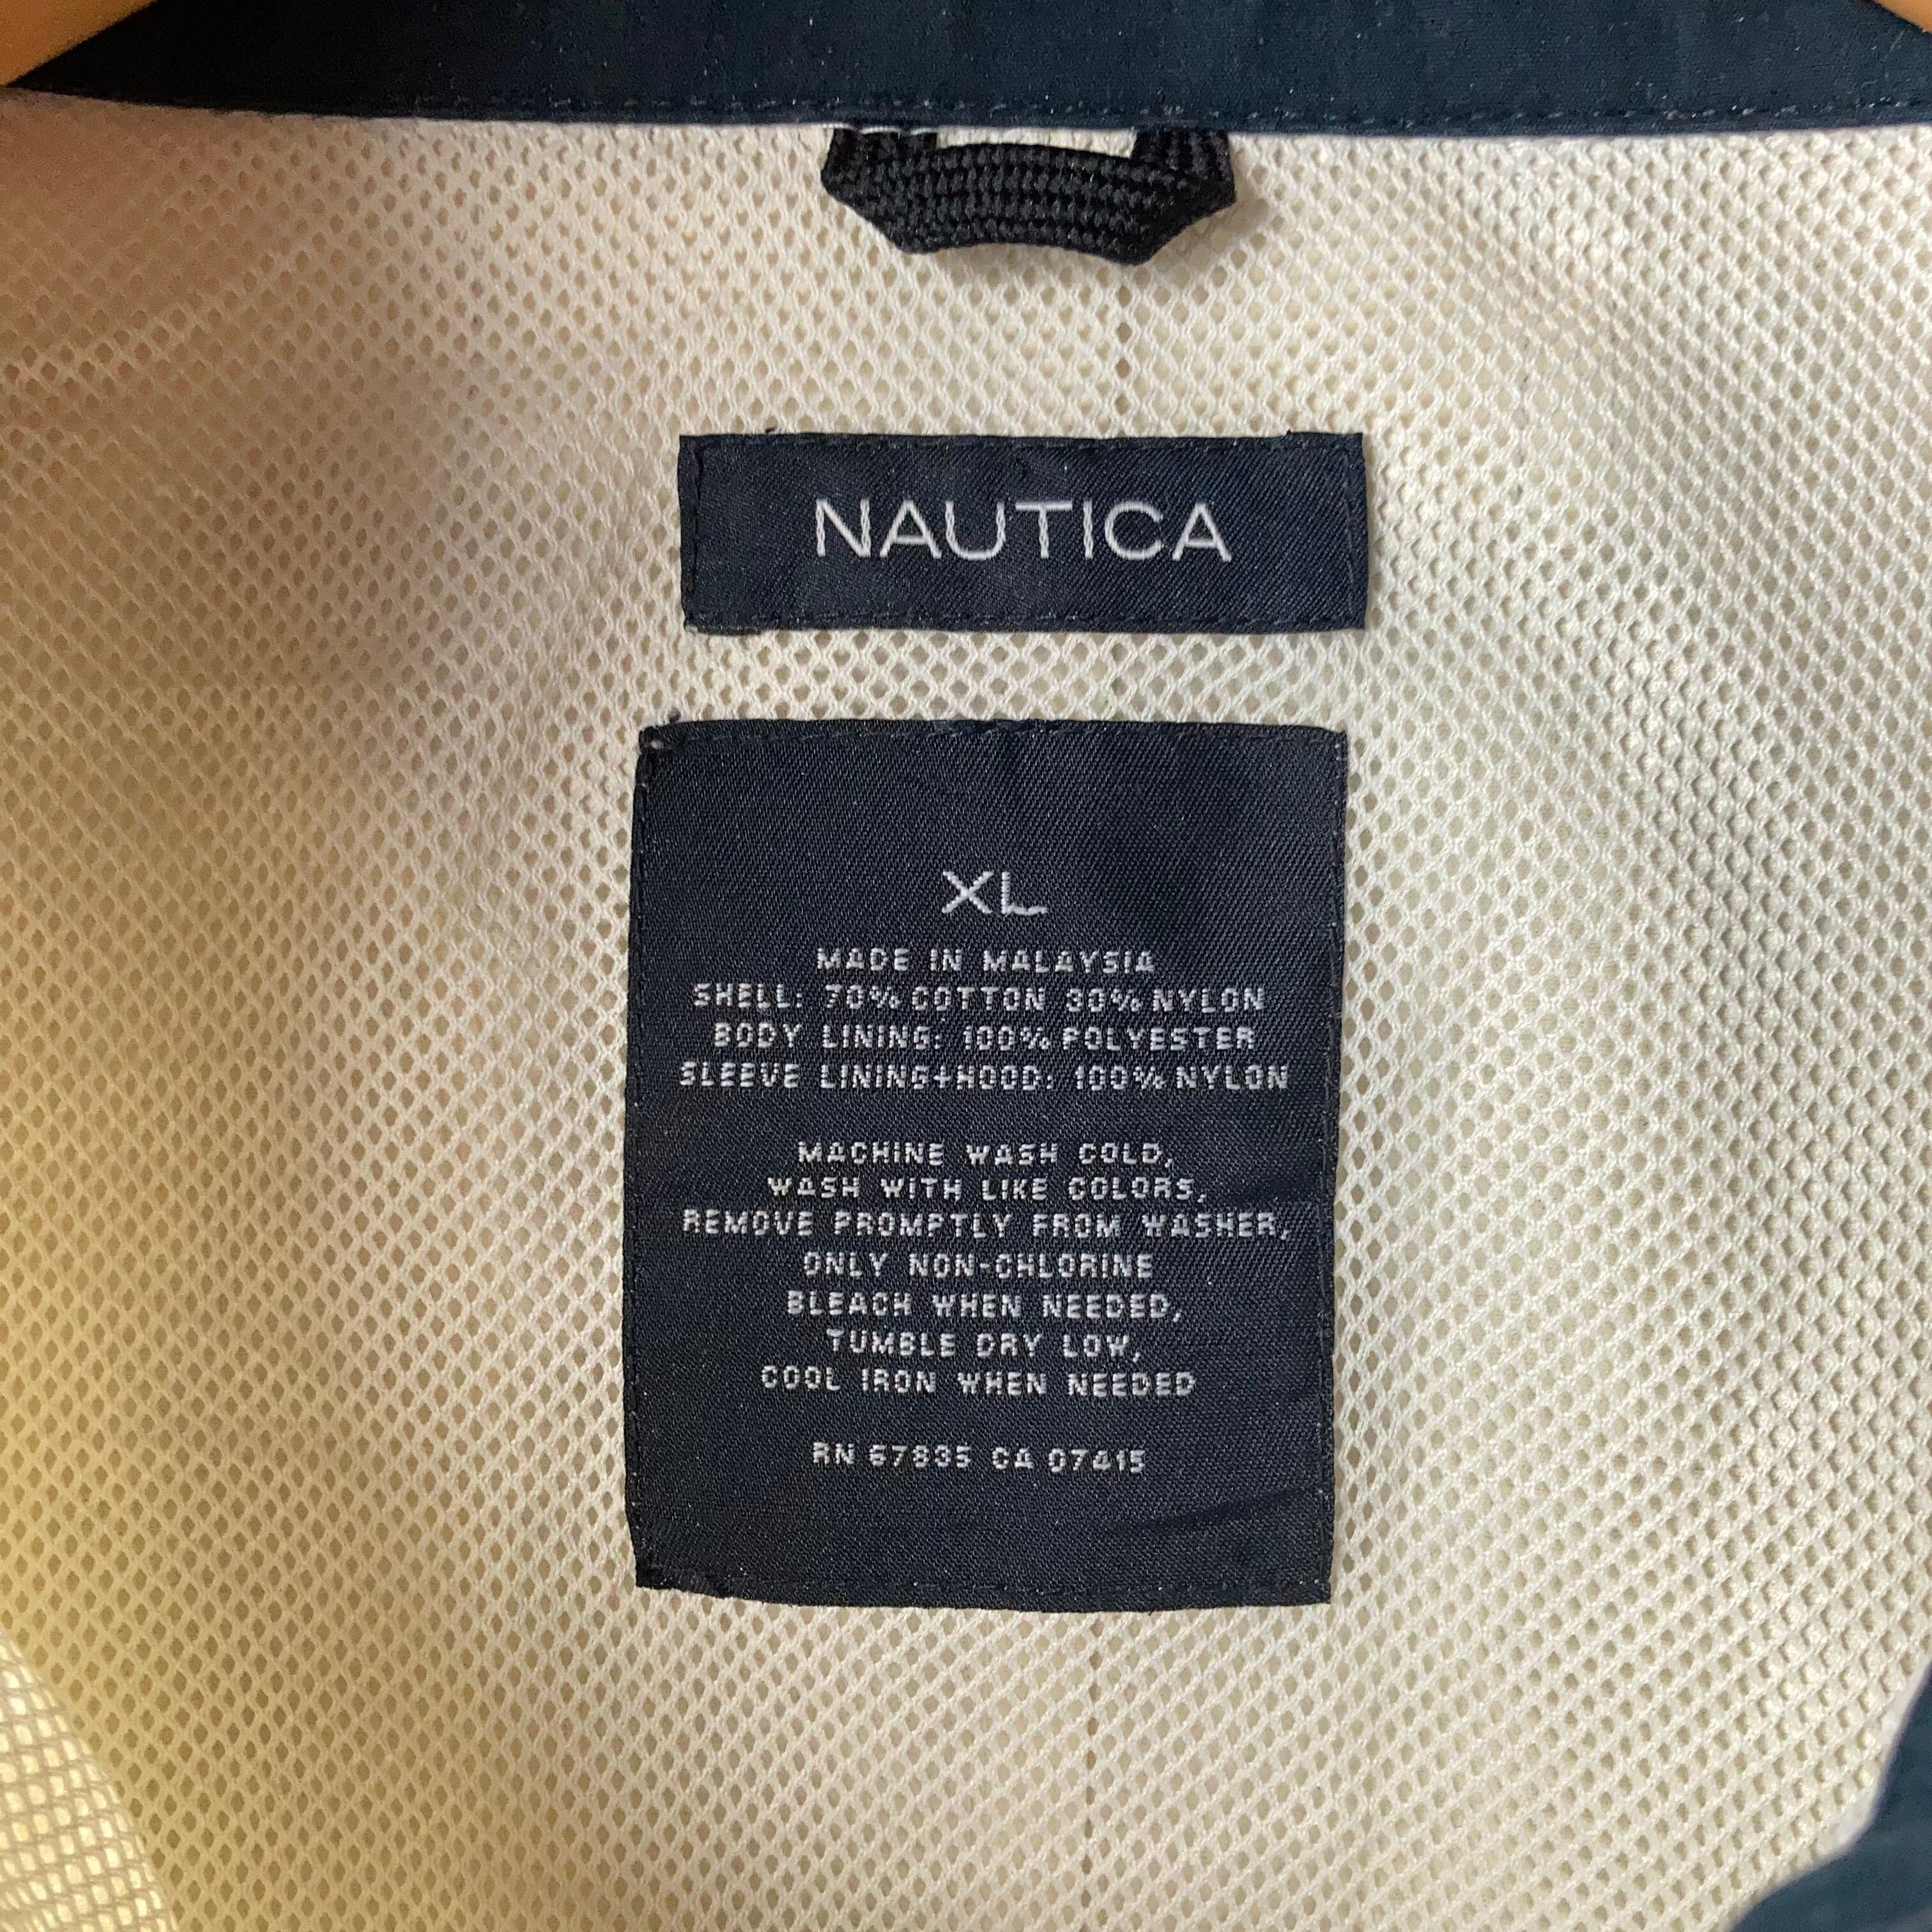 NAUTICA
XL
MADE IN MALAYSIA
SHELL: 70% COTTON 30% NYLON
BODY LINING: 100% POLYESTER
SLEEVE LINING+HOOD: 100% NYLON
MACHINE WASH COLD,
WASH WITH LIKE COLORS,
REMOVE PROMPTLY FROM WASHER,
ONLY NON-CHLORINE
BLEACH WHEN NEEDED,
TUMBLE DRY LOW,
COOL IRON WHEN NEEDED
RN 67835 CA 07415